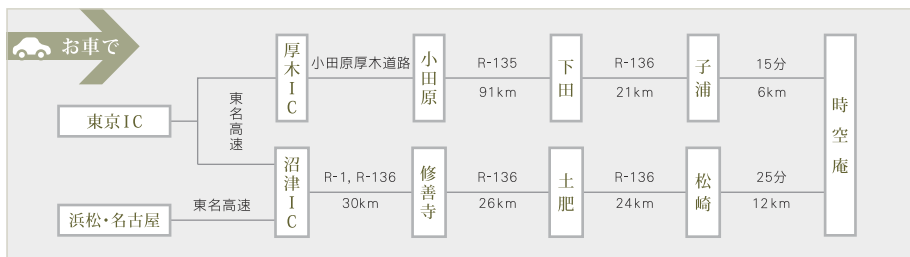 お車で
東京IC
東名高速
厚木IC
小田原厚木道路
小田原
R-135
91km
下田
R-136
21km
子浦
15分
6km
時空庵
浜松・名古屋
東名高速
沼津IC
R-1, R-136
30km
修善寺
R-136
26km
土肥
R-136
24km
松崎
25分
12km